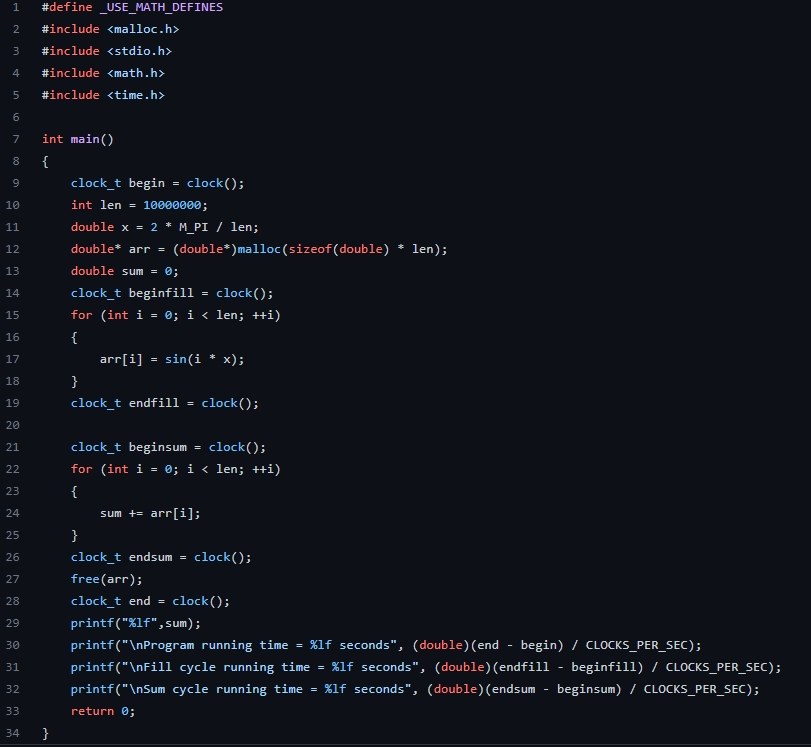 1 #define _USE_MATH_DEFINES
2 #include <malloc.h>
3 #include <stdio.h>
4 #include <math.h>
5 #include <time.h>
6
7 int main()
8 {
9     clock_t begin = clock();
10     int len = 10000000;
11     double x = 2 * M_PI / len;
12     double* arr = (double*)malloc(sizeof(double) * len);
13     double sum = 0;
14     clock_t beginfill = clock();
15     for (int i = 0; i < len; ++i)
16     {
17         arr[i] = sin(i * x);
18     }
19     clock_t endfill = clock();
20
21     clock_t beginsum = clock();
22     for (int i = 0; i < len; ++i)
23     {
24         sum += arr[i];
25     }
26     clock_t endsum = clock();
27     free(arr);
28     clock_t end = clock();
29     printf("%lf",sum);
30     printf("\nProgram running time = %lf seconds", (double)(end - begin) / CLOCKS_PER_SEC);
31     printf("\nFill cycle running time = %lf seconds", (double)(endfill - beginfill) / CLOCKS_PER_SEC);
32     printf("\nSum cycle running time = %lf seconds", (double)(endsum - beginsum) / CLOCKS_PER_SEC);
33     return 0;
34 }